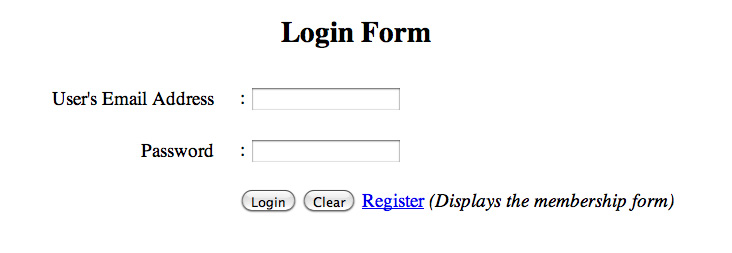 Login Form
User's Email Address :
Password :
Login Clear Register (Displays the membership form)